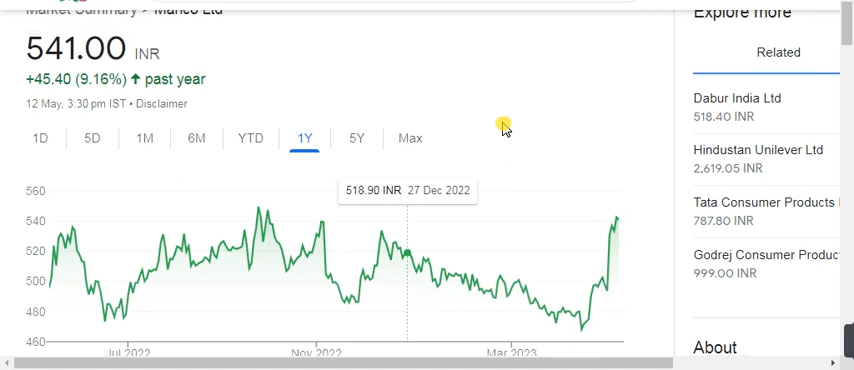 Market Summary > Marico Ltd
541.00 INR
+45.40 (9.16%) ↑ past year
12 May, 3:30 pm IST • Disclaimer
1D
5D
1M
6M
YTD
1Y
5Y
Max
518.90 INR 27 Dec 2022
560
540
520
500
480
460
Jul 2022
Nov 2022
Mar 2023
Explore more
Related
Dabur India Ltd
518.40 INR
Hindustan Unilever Ltd
2,619.05 INR
Tata Consumer Products
787.80 INR
Godrej Consumer Produc
999.00 INR
About